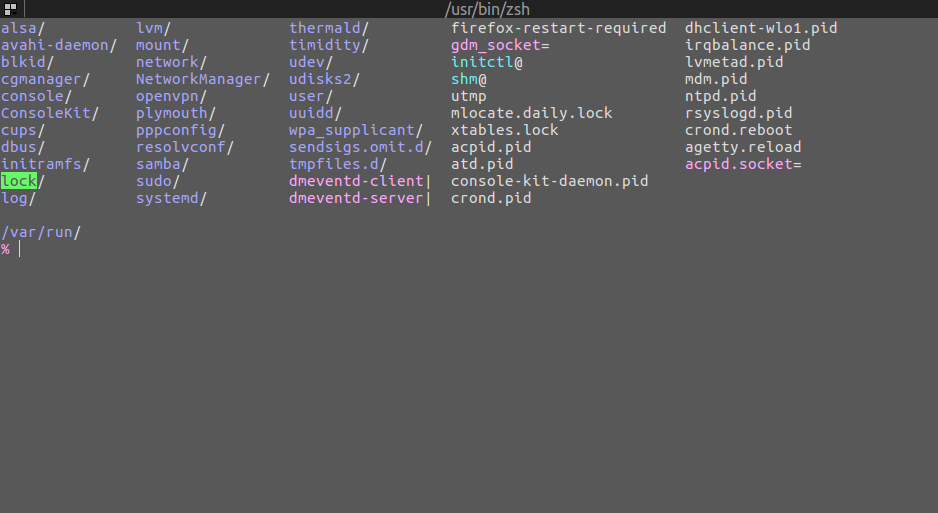 /usr/bin/zsh
alsa/ lvm/ thermald/ firefox-restart-required dhclient-wlo1.pid
avahi-daemon/ mount/ timidity/ gdm_socket= irqbalance.pid
blkid/ network/ udev/ initctl@ lvmetad.pid
cgmanager/ NetworkManager/ udisks2/ shm@ mdm.pid
console/ openvpn/ user/ utmp ntpd.pid
ConsoleKit/ plymouth/ uuidd/ mlocate.daily.lock rsyslogd.pid
cups/ pppconfig/ wpa_supplicant/ xtables.lock crond.reboot
dbus/ resolvconf/ sendsigs.omit.d/ acpid.pid agetty.reload
initramfs/ samba/ tmpfiles.d/ atd.pid acpid.socket=
lock/ sudo/ dmeventd-client| console-kit-daemon.pid
log/ systemd/ dmeventd-server| crond.pid
/var/run/
%